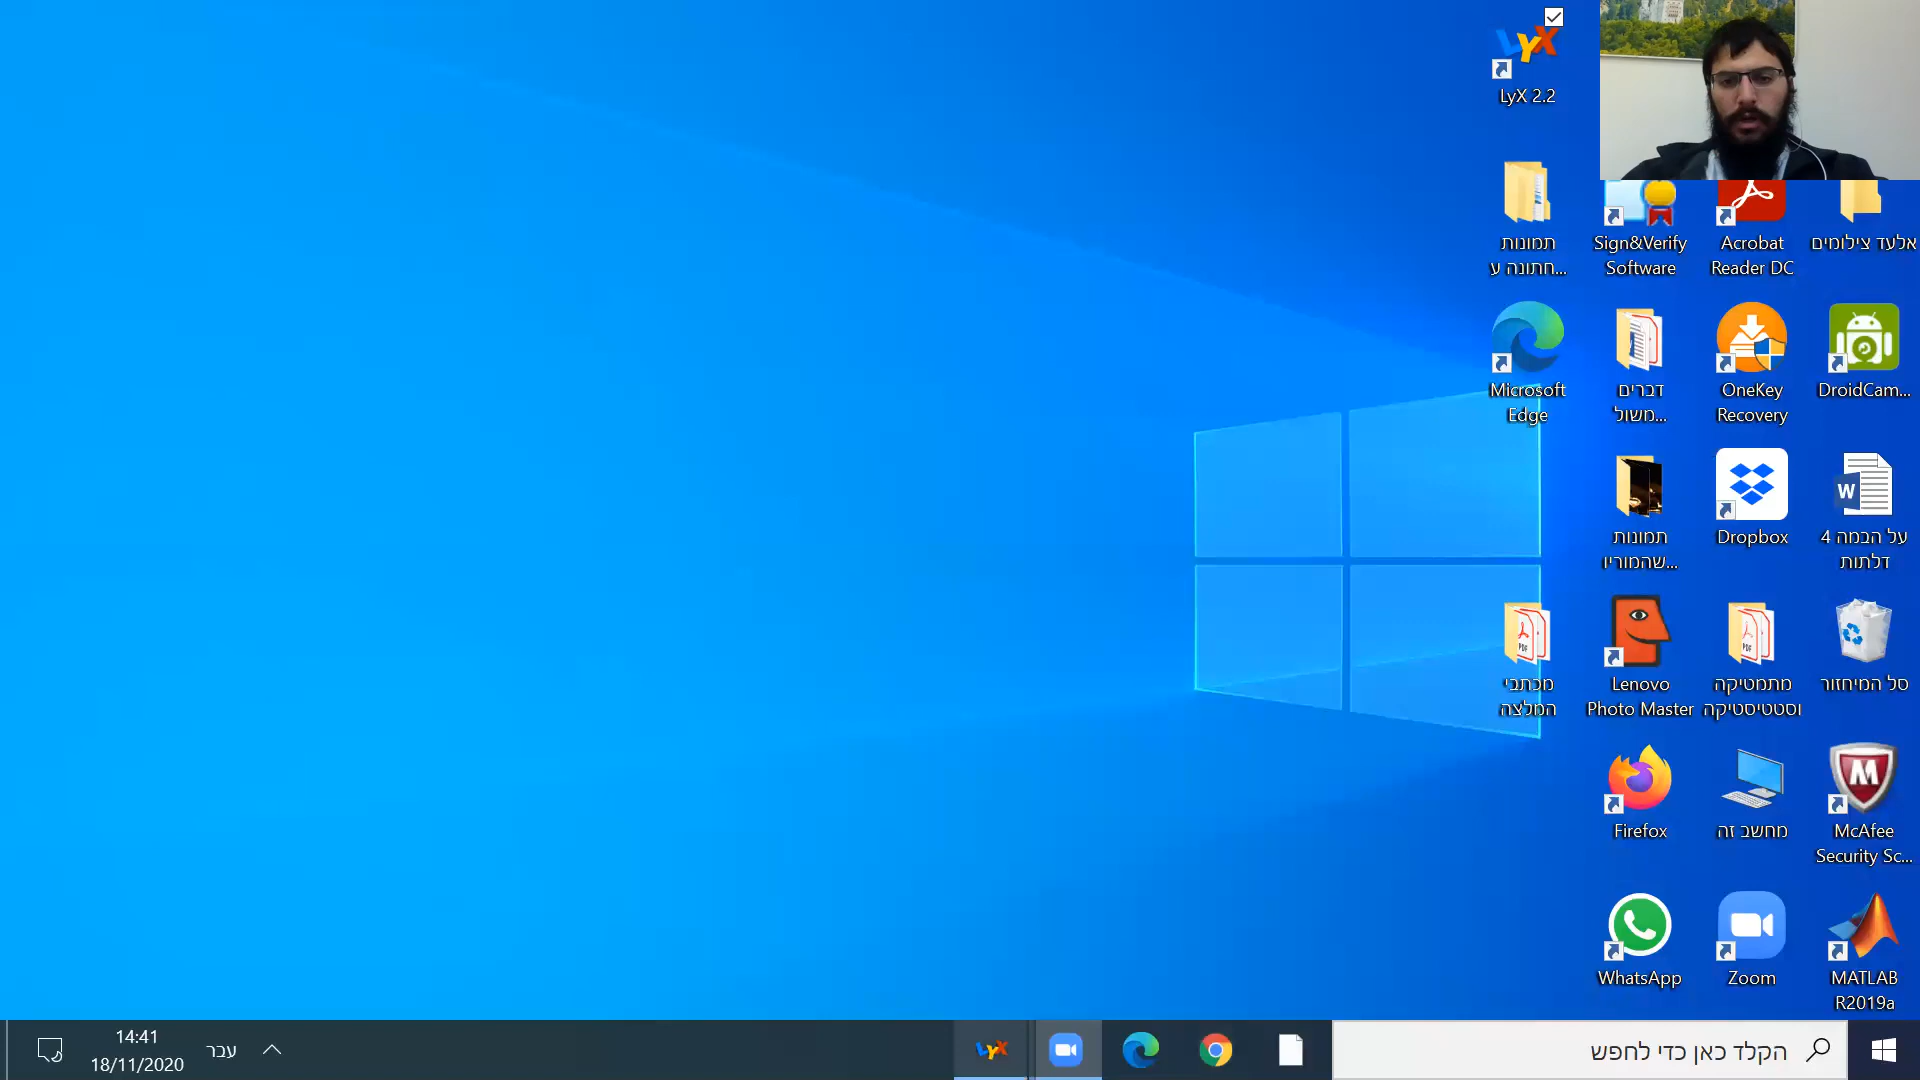 LyX 2.2
אלעד צילומים
Acrobat
Reader DC
Sign&Verify
Software
תמונות
חתונה ע...
DroidCam...
OneKey
Recovery
דברים
משול...
Microsoft
Edge
על הבמה 4
דלתות
Dropbox
תמונות
שהמוריו...
סל המיחזור
מתמטיקה
וסטטיסטיקה
Lenovo
Photo Master
מכתבי
המלצה
McAfee
Security Sc...
מחשב זה
Firefox
MATLAB
R2019a
Zoom
WhatsApp
הקלד כאן כדי לחפש
עבר
14:41
18/11/2020